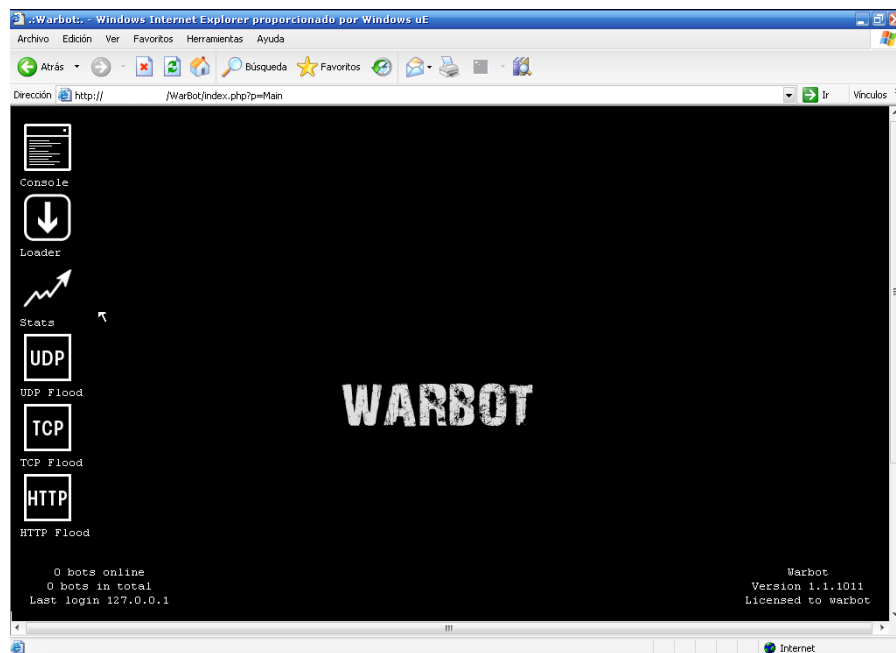 .:Warbot:. - Windows Internet Explorer proporcionado por Windows uE
Archivo Edición Ver Favoritos Herramientas Ayuda
Atrás Búsqueda Favoritos
Dirección http:// /WarBot/index.php?p=Main Ir Vínculos
Console
Loader
Stats
UDP
UDP Flood
WARBOT
TCP
TCP Flood
HTTP
HTTP Flood
0 bots online
0 bots in total
Last login 127.0.0.1
Warbot
Version 1.1.1011
Licensed to warbot
Internet